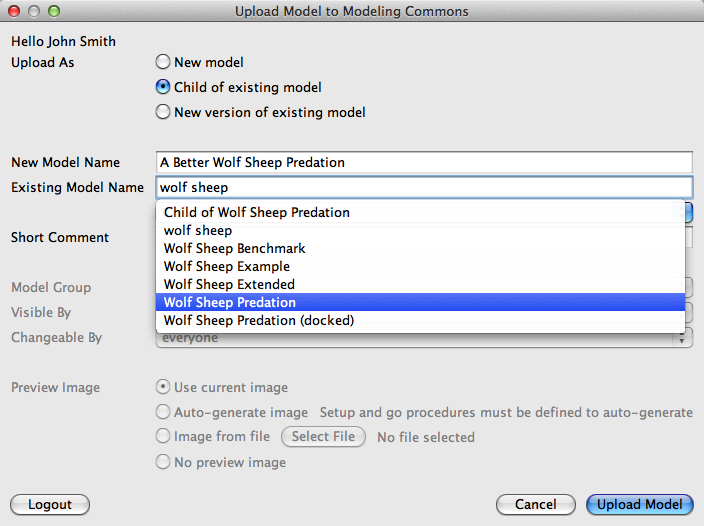 Upload Model to Modeling Commons
Hello John Smith
Upload As
New model
Child of existing model
New version of existing model
New Model Name A Better Wolf Sheep Predation
Existing Model Name wolf sheep
Child of Wolf Sheep Predation
wolf sheep
Short Comment
Wolf Sheep Benchmark
Wolf Sheep Example
Wolf Sheep Extended
Model Group
Wolf Sheep Predation
Visible By
Wolf Sheep Predation (docked)
Changeable By everyone
Preview Image Use current image
Auto-generate image Setup and go procedures must be defined to auto-generate
Image from file Select File No file selected
No preview image
Logout Cancel Upload Model